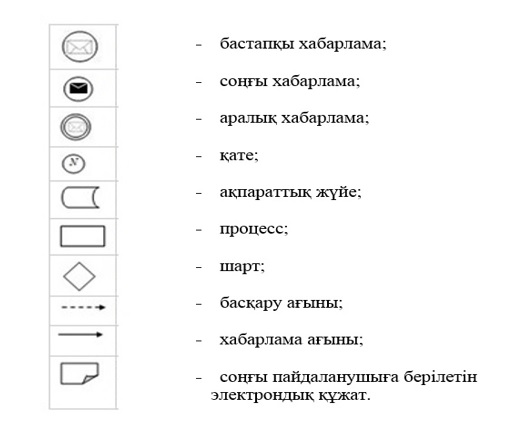 - бастапқы хабарлама;
- соңғы хабарлама;
- аралық хабарлама;
N - қате;
- ақпараттық жүйе;
- процесс;
- шарт;
- басқару ағыны;
- хабарлама ағыны;
- соңғы пайдаланушыға берілетін
электрондық құжат.